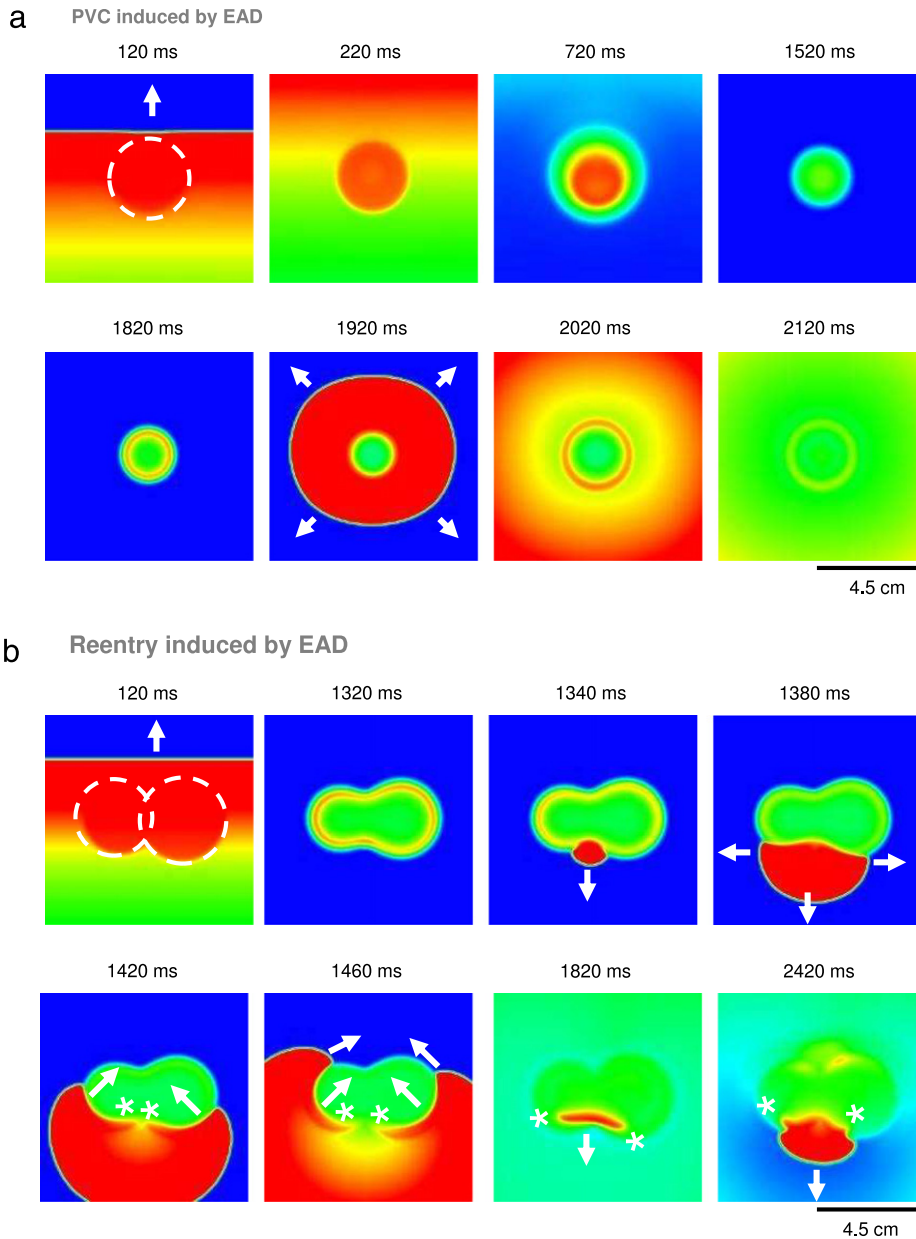 a
PVC induced by EAD
120 ms 220 ms 720 ms 1520 ms
1820 ms 1920 ms 2020 ms 2120 ms
4.5 cm
b
Reentry induced by EAD
120 ms 1320 ms 1340 ms 1380 ms
1420 ms 1460 ms 1820 ms 2420 ms
* * * * * * * *
4.5 cm